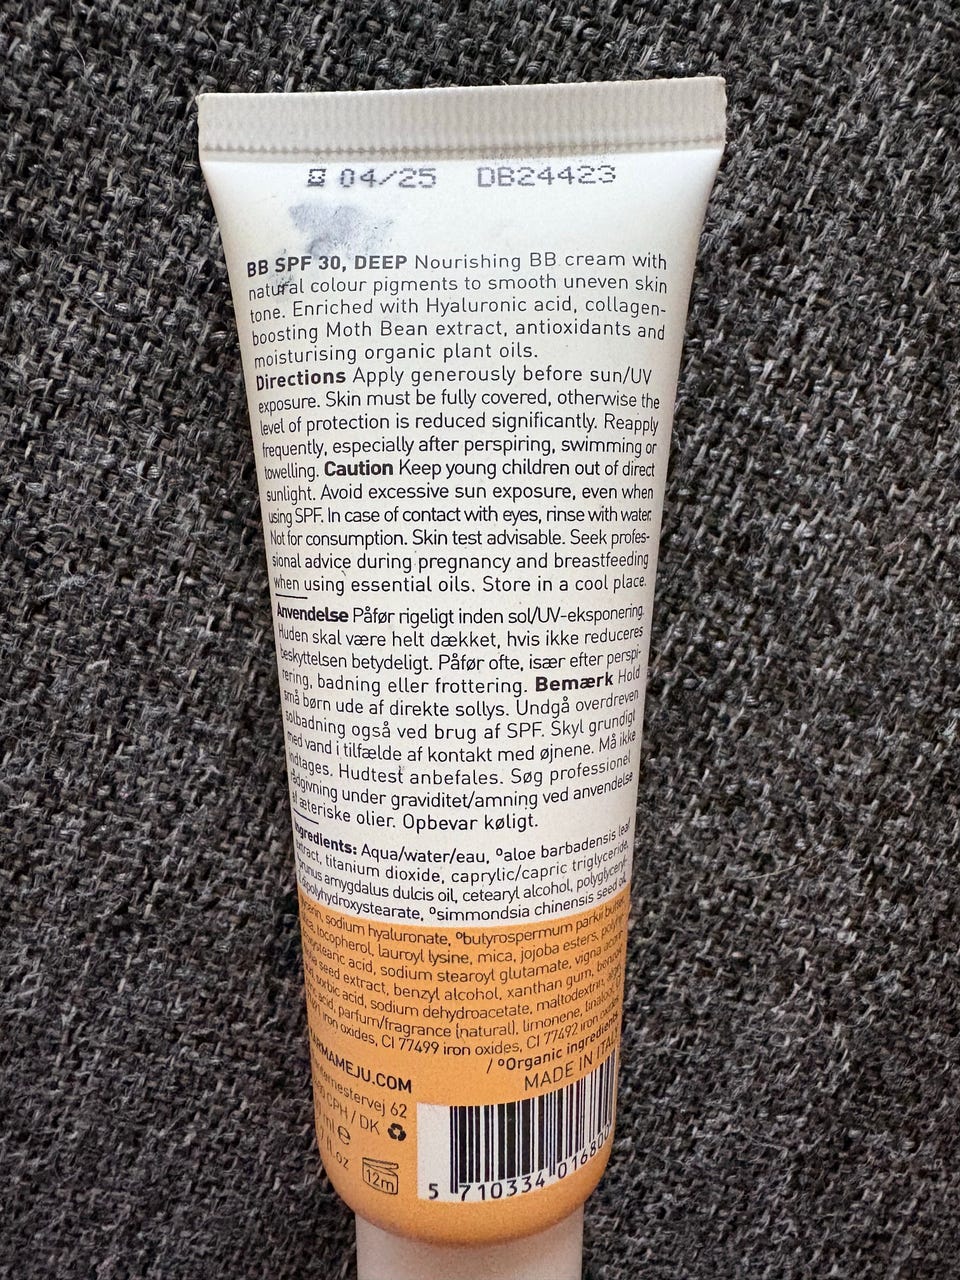 04/25 DB24423
BB SPF 30, DEEP Nourishing BB cream with
natural colour pigments to smooth uneven skin
tone. Enriched with Hyaluronic acid, collagen-
boosting Moth Bean extract, antioxidants and
moisturising organic plant oils.
Directions Apply generously before sun/UV
exposure. Skin must be fully covered, otherwise the
level of protection is reduced significantly. Reapply
frequently, especially after perspiring, swimming or
towelling. Caution Keep young children out of direct
sunlight. Avoid excessive sun exposure, even when
using SPF. In case of contact with eyes, rinse with water.
Not for consumption. Skin test advisable. Seek profes-
sional advice during pregnancy and breastfeeding
when using essential oils. Store in a cool place.
Anvendelse Påfør rigeligt inden sol/UV-eksponering.
Huden skal være helt dækket, hvis ikke reduceres
beskyttelsen betydeligt. Påfør ofte, især efter perspi-
rering, badning eller frottering. Bemærk Hold
små børn ude af direkte sollys. Undgå overdreven
solbadning også ved brug af SPF. Skyl grundigt
med vand i tilfælde af kontakt med øjnene. Må ikke
indtages. Hudtest anbefales. Søg professionel
rådgivning under graviditet/amning ved anvendelse
af æteriske olier. Opbevar køligt.
Ingredients: Aqua/water/eau, °aloe barbadensis leaf
extract, titanium dioxide, caprylic/capric triglyceride,
prunus amygdalus dulcis oil, cetearyl alcohol, polyglyceryl-
polyhydroxystearate, °simmondsia chinensis seed oil,
sodium hyaluronate, °butyrospermum parkii butter,
tocopherol, lauroyl lysine, mica, jojoba esters,
acid, sodium stearoyl glutamate, vigna
seed extract, benzyl alcohol, xanthan gum,
sorbic acid, sodium dehydroacetate, maltodextrin,
acid, parfum/fragrance (natural), limonene, linalool,
iron oxides, CI 77499 iron oxides, CI 77492 iron oxides
/ °Organic ingredients
MADE IN ITALY
ARMAMEJU.COM
62
CPH / DK
ml e
fl.oz
12m
5 710334 016800